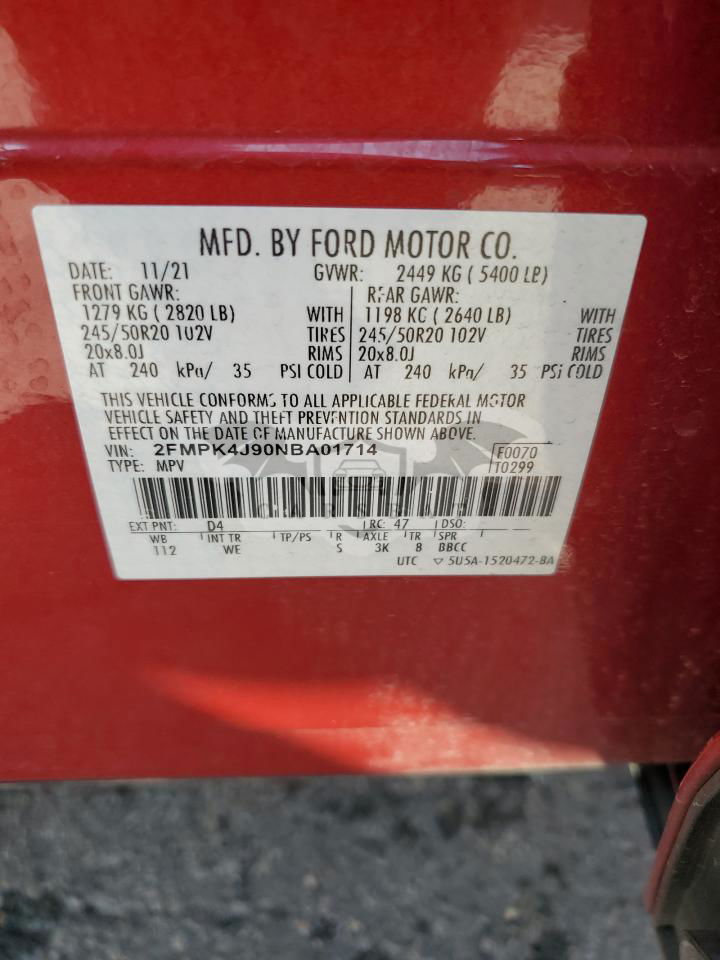 MFD. BY FORD MOTOR CO.
DATE: 11/21 GVWR: 2449 KG ( 5400 LB)
FRONT GAWR: REAR GAWR:
1279 KG ( 2820 LB) WITH 1198 KG ( 2640 LB) WITH
245/50R20 102V TIRES 245/50R20 102V TIRES
20x8.0J RIMS 20x8.0J RIMS
AT 240 kPa/ 35 PSI COLD AT 240 kPa/ 35 PSi COLD
THIS VEHICLE CONFORMS TO ALL APPLICABLE FEDERAL MOTOR
VEHICLE SAFETY AND THEFT PREVENTION STANDARDS IN
EFFECT ON THE DATE OF MANUFACTURE SHOWN ABOVE.
VIN: 2FMPK4J90NBA01714 F0070
TYPE: MPV T0299
EXT PNT: D4 RC: 47 DSO:
WB INT TR TP/PS R AXLE TR SPR
112 WE S 3K 8 BBCC
UTC ▽ 5U5A-1520472-BA